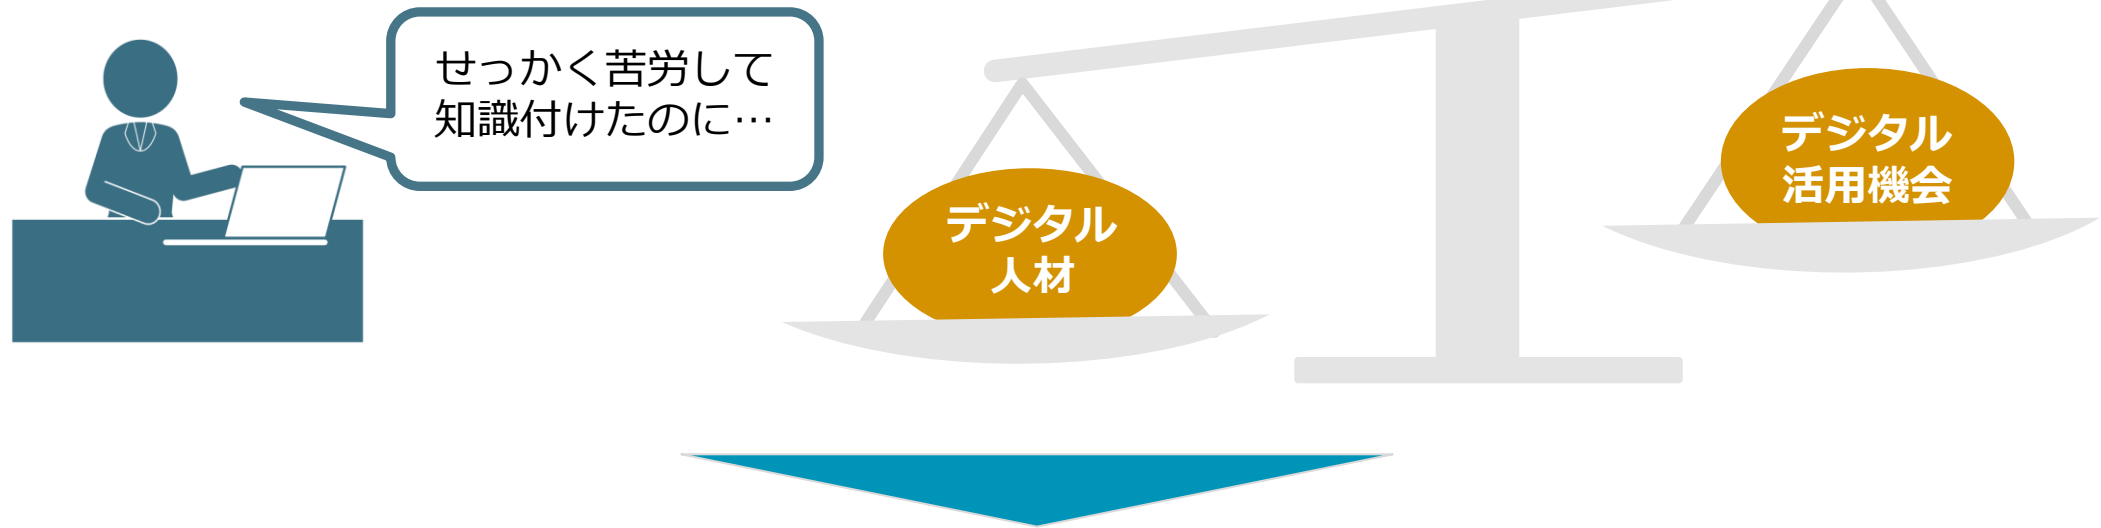 せっかく苦労して
知識付けたのに…
デジタル
人材
デジタル
活用機会